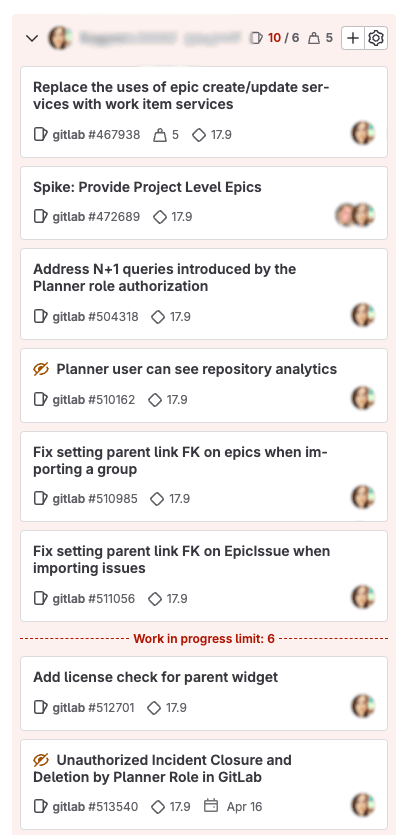 10 / 6 5
Replace the uses of epic create/update ser-
vices with work item services
gitlab #467938 5 17.9
Spike: Provide Project Level Epics
gitlab #472689 17.9
Address N+1 queries introduced by the
Planner role authorization
gitlab #504318 17.9
Planner user can see repository analytics
gitlab #510162 17.9
Fix setting parent link FK on epics when im-
porting a group
gitlab #510985 17.9
Fix setting parent link FK on EpicIssue when
importing issues
gitlab #511056 17.9
Work in progress limit: 6
Add license check for parent widget
gitlab #512701 17.9
Unauthorized Incident Closure and
Deletion by Planner Role in GitLab
gitlab #513540 17.9 Apr 16